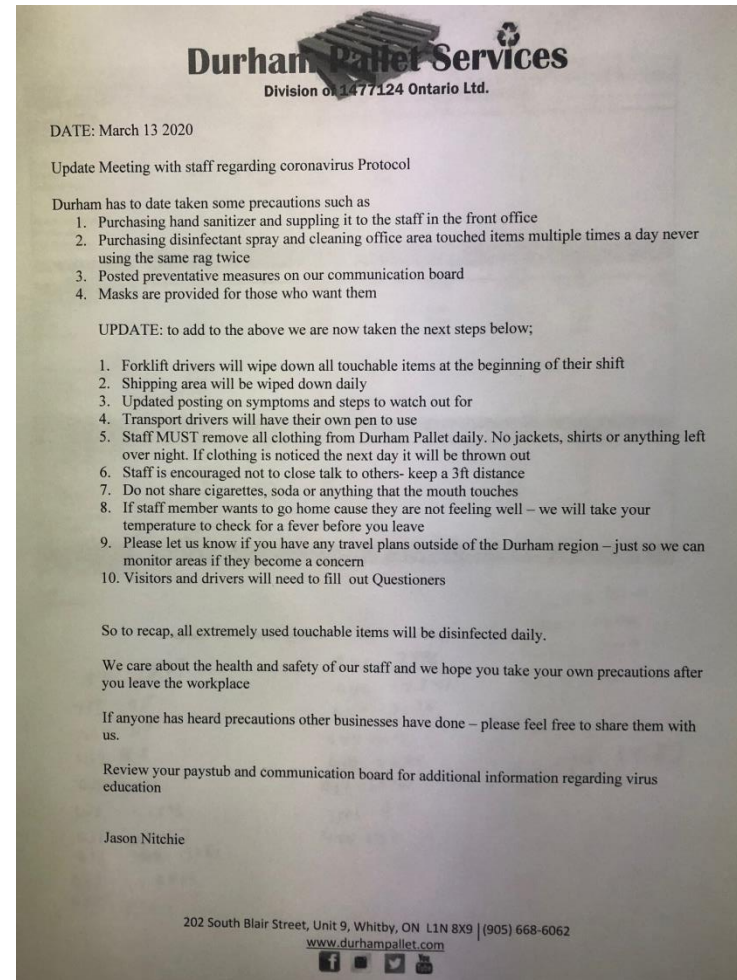 Durham Pallet Services
Division of 1477124 Ontario Ltd.
DATE: March 13 2020
Update Meeting with staff regarding coronavirus Protocol
Durham has to date taken some precautions such as
1. Purchasing hand sanitizer and suppling it to the staff in the front office
2. Purchasing disinfectant spray and cleaning office area touched items multiple times a day never
using the same rag twice
3. Posted preventative measures on our communication board
4. Masks are provided for those who want them
UPDATE: to add to the above we are now taken the next steps below;
1. Forklift drivers will wipe down all touchable items at the beginning of their shift
2. Shipping area will be wiped down daily
3. Updated posting on symptoms and steps to watch out for
4. Transport drivers will have their own pen to use
5. Staff MUST remove all clothing from Durham Pallet daily. No jackets, shirts or anything left
over night. If clothing is noticed the next day it will be thrown out
6. Staff is encouraged not to close talk to others- keep a 3ft distance
7. Do not share cigarettes, soda or anything that the mouth touches
8. If staff member wants to go home cause they are not feeling well – we will take your
temperature to check for a fever before you leave
9. Please let us know if you have any travel plans outside of the Durham region – just so we can
monitor areas if they become a concern
10. Visitors and drivers will need to fill out Questioners
So to recap, all extremely used touchable items will be disinfected daily.
We care about the health and safety of our staff and we hope you take your own precautions after
you leave the workplace
If anyone has heard precautions other businesses have done – please feel free to share them with
us.
Review your paystub and communication board for additional information regarding virus
education
Jason Nitchie
202 South Blair Street, Unit 9, Whitby, ON L1N 8X9 | (905) 668-6062
www.durhampallet.com